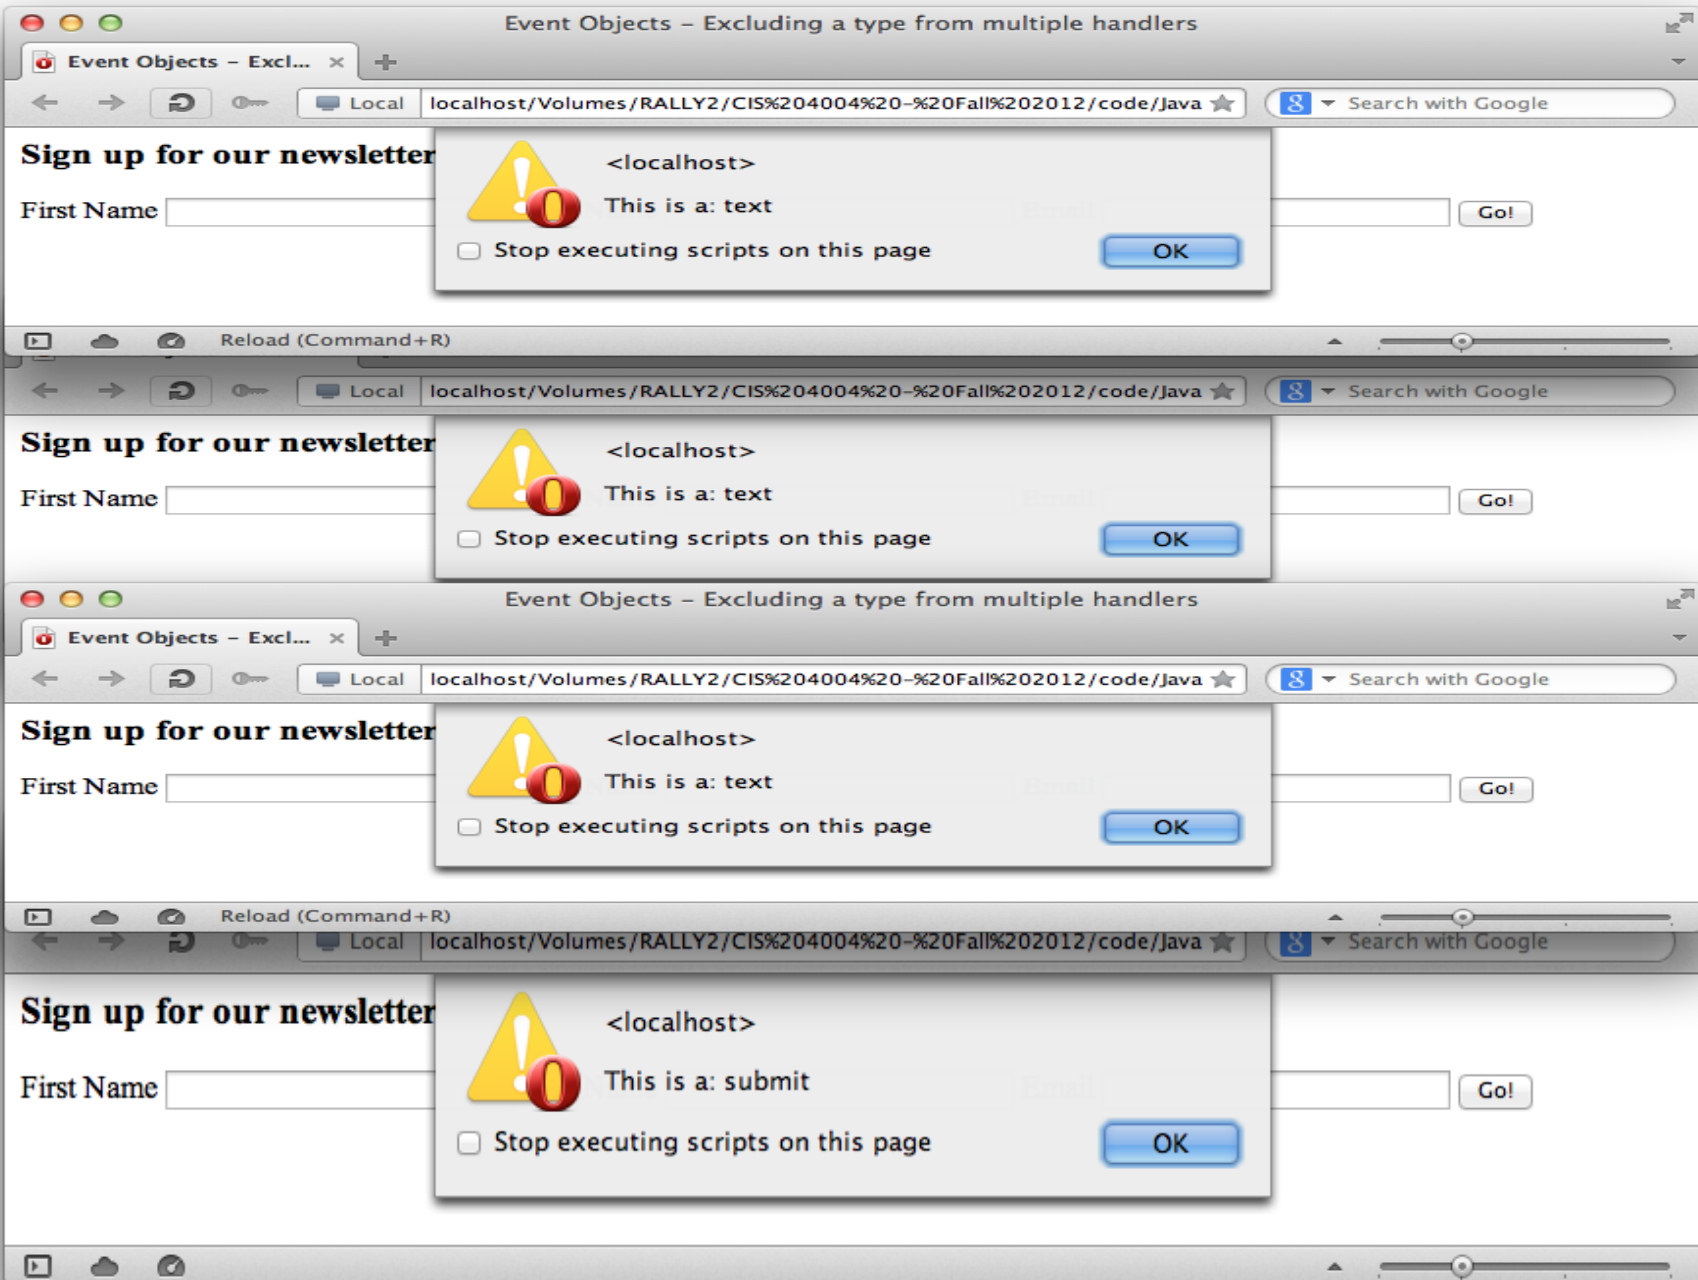 Event Objects – Excluding a type from multiple handlers
Event Objects – Excl...
Local localhost/Volumes/RALLY2/CIS%204004%20-%20Fall%202012/code/Java Search with Google
Sign up for our newsletter
<localhost>
This is a: text
First Name Email Go!
Stop executing scripts on this page OK
Reload (Command+R)
Local localhost/Volumes/RALLY2/CIS%204004%20-%20Fall%202012/code/Java Search with Google
Sign up for our newsletter
<localhost>
This is a: text
First Name Email Go!
Stop executing scripts on this page OK
Event Objects – Excluding a type from multiple handlers
Event Objects – Excl...
Local localhost/Volumes/RALLY2/CIS%204004%20-%20Fall%202012/code/Java Search with Google
Sign up for our newsletter
<localhost>
This is a: text
First Name Email Go!
Stop executing scripts on this page OK
Reload (Command+R)
Local localhost/Volumes/RALLY2/CIS%204004%20-%20Fall%202012/code/Java Search with Google
Sign up for our newsletter
<localhost>
This is a: submit
First Name Email Go!
Stop executing scripts on this page OK